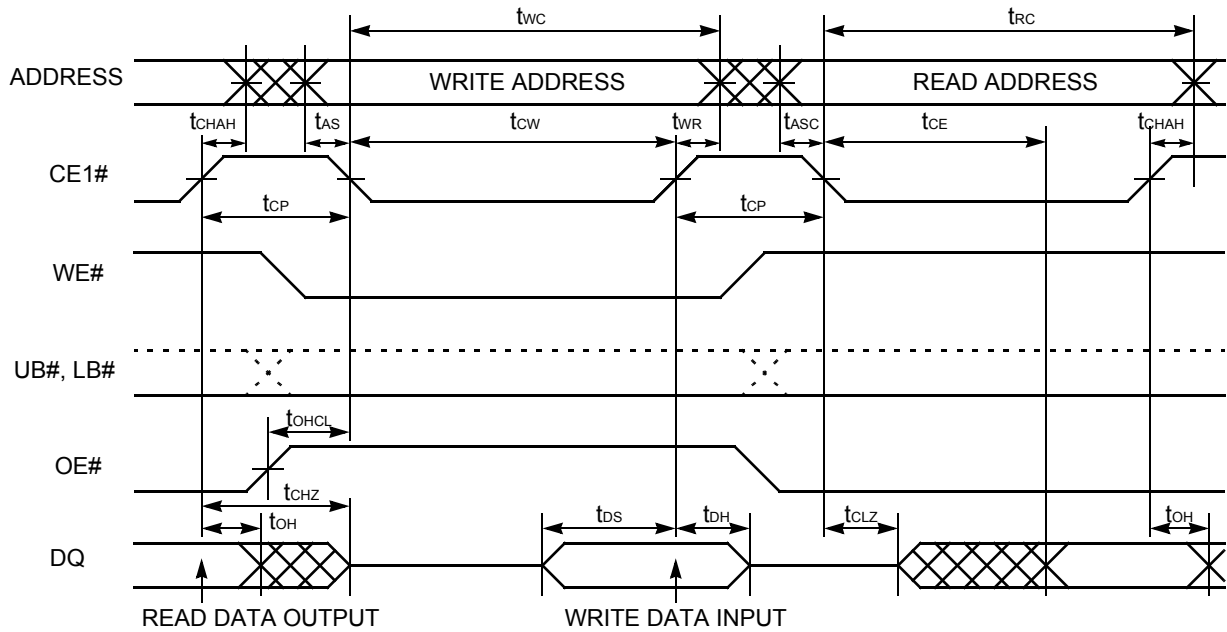 tWC tRC
ADDRESS WRITE ADDRESS READ ADDRESS
tCHAH tAS tCW tWR tASC tCE tCHAH
CE1#
tCP tCP
WE#
UB#, LB#
tOHCL
OE#
tCHZ
tOH tDS tDH tCLZ tOH
DQ
READ DATA OUTPUT WRITE DATA INPUT